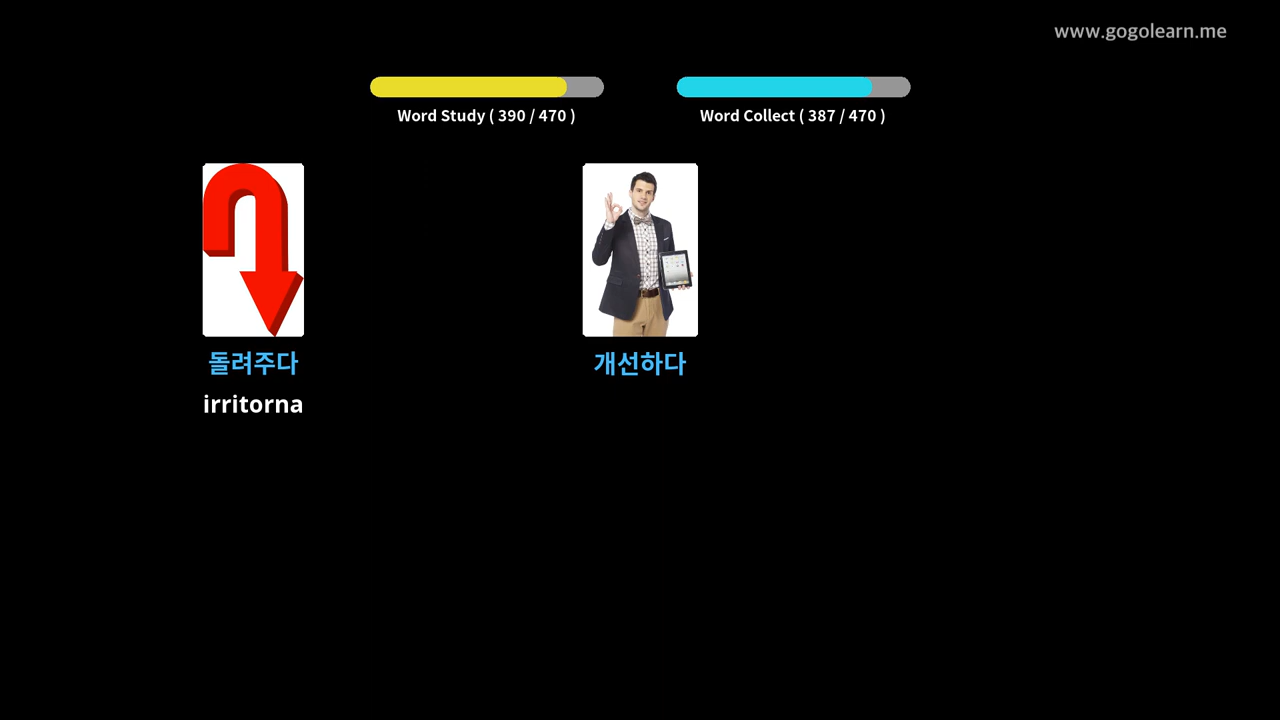 www.gogolearn.me
Word Study ( 390 / 470 )
Word Collect ( 387 / 470 )
돌려주다
개선하다
irritorna